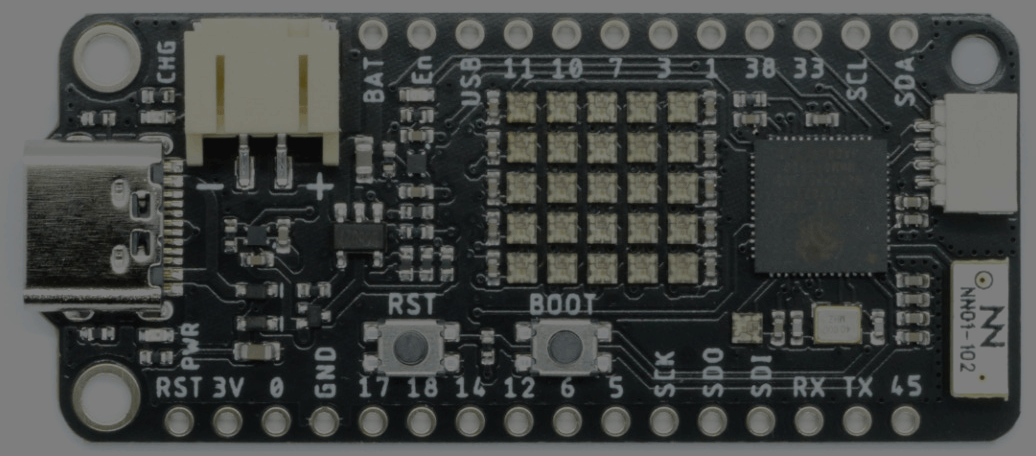 CHG
BAT En USB 11 10 7 3 1 38 33 SCL SDA
- +
RST BOOT
NN01-102
PWR
RST 3V 0 GND 17 18 14 12 6 5 SCK SDO SDI RX TX 45